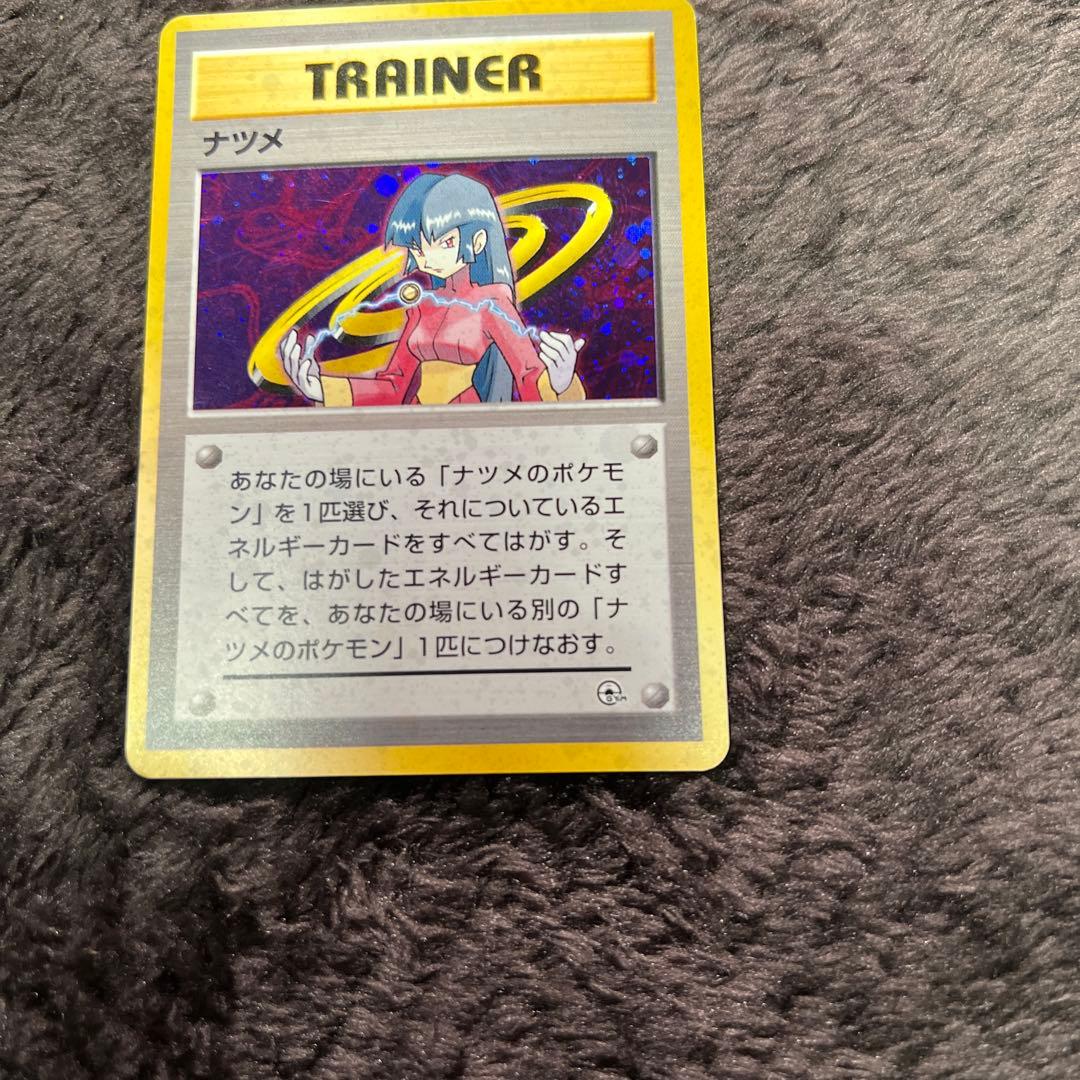 TRAINER
ナツメ
あなたの場にいる「ナツメのポケモ
ン」を1匹選び、それについているエ
ネルギーカードをすべてはがす。そ
して、はがしたエネルギーカードす
べてを、あなたの場にいる別の「ナ
ツメのポケモン」1匹につけなおす。
GYM